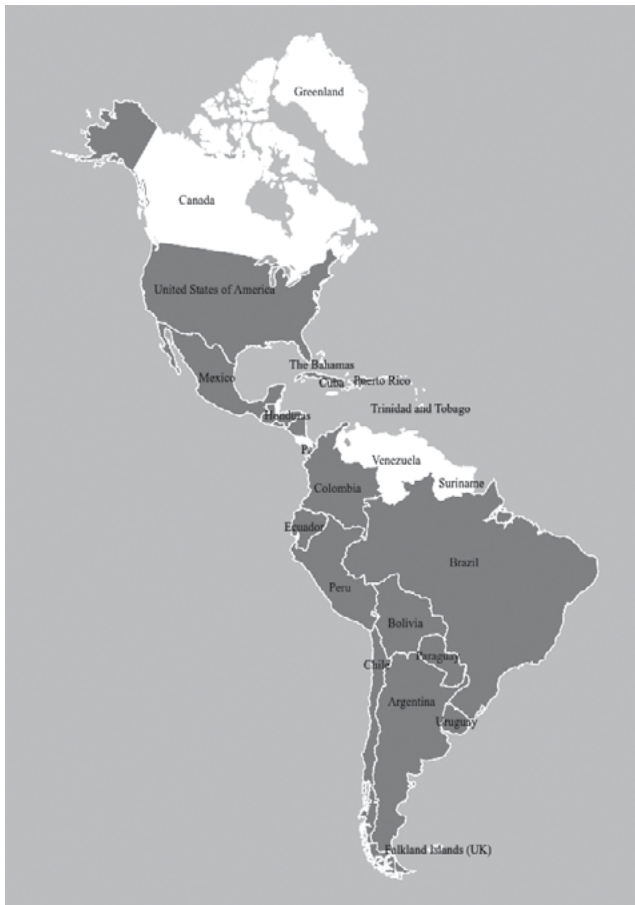 Greenland
Canada
United States of America
The Bahamas
Mexico
Cuba
Puerto Rico
Trinidad and Tobago
Honduras
Venezuela
Suriname
Colombia
Ecuador
Brazil
Peru
Bolivia
Paraguay
Chile
Argentina
Uruguay
Falkland Islands (UK)